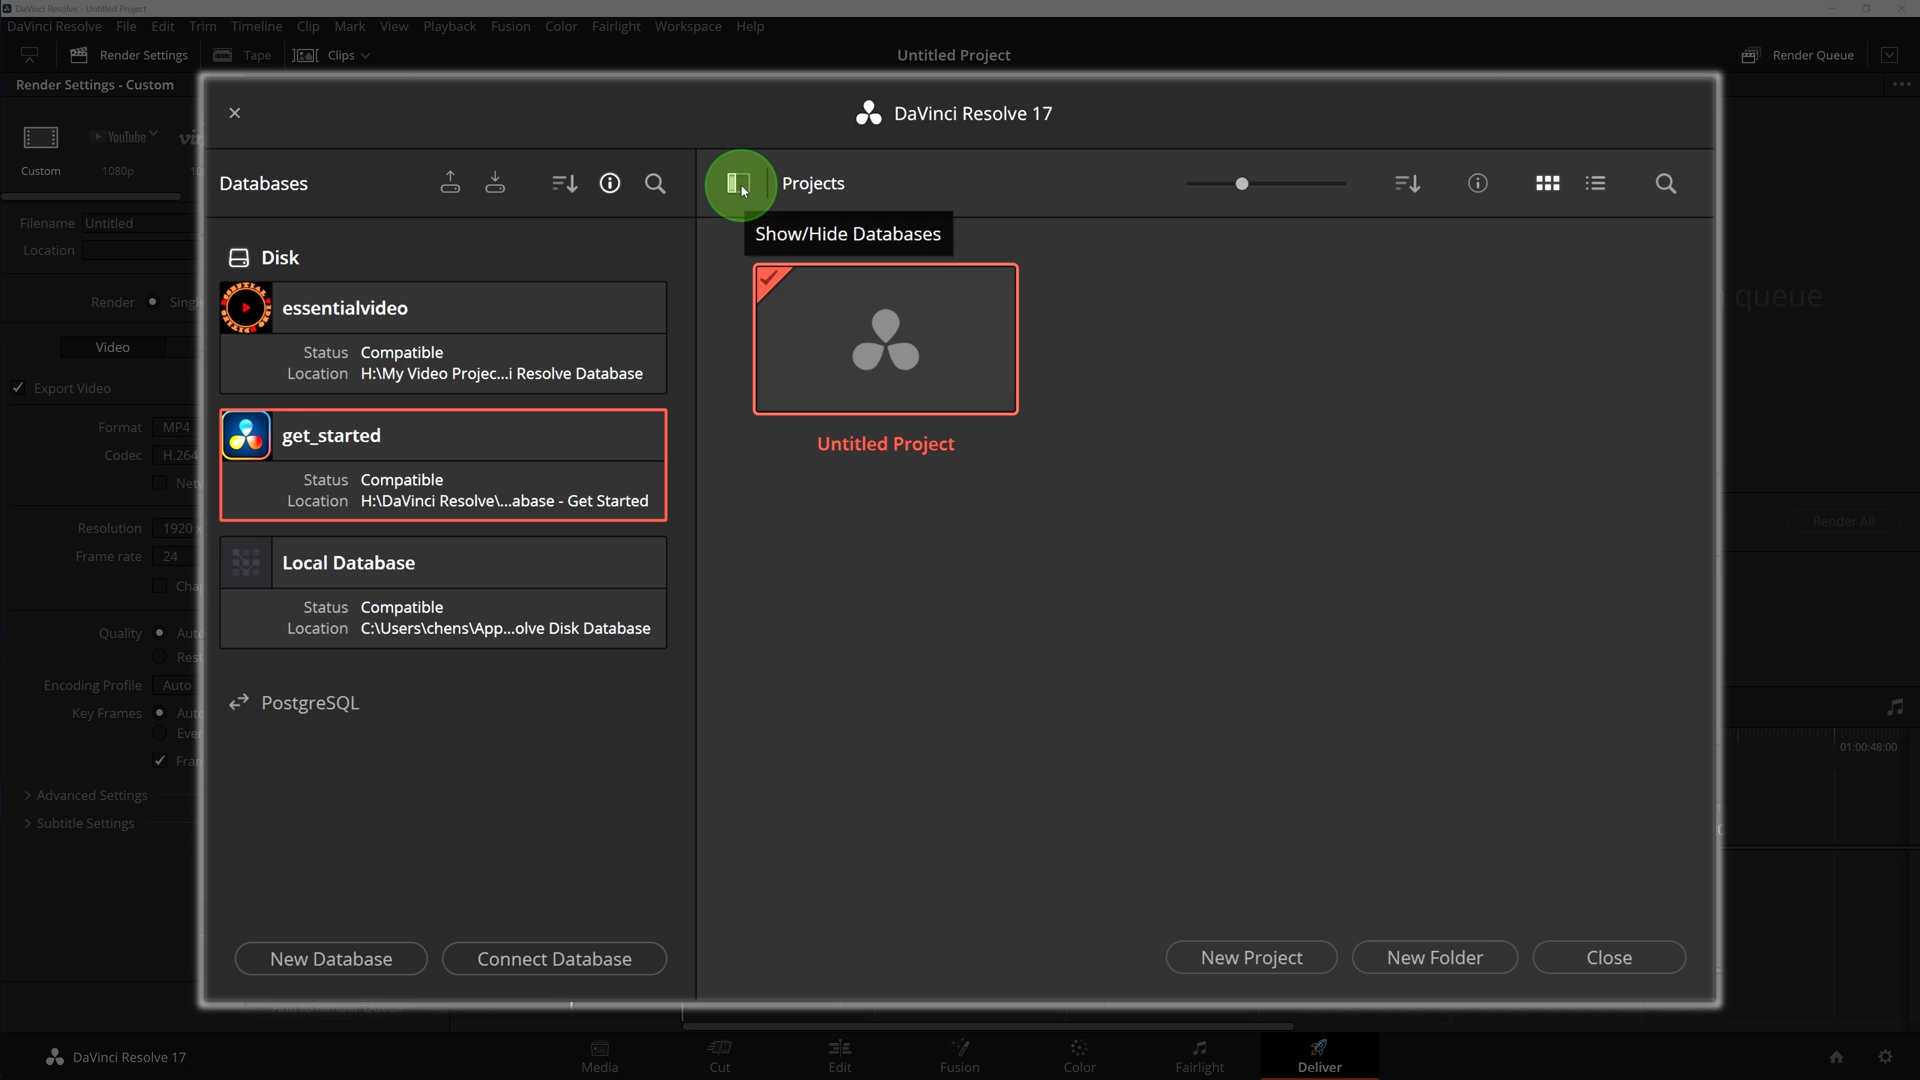 DaVinci Resolve - Untitled Project
DaVinci Resolve File Edit Trim Timeline Clip Mark View Playback Fusion Color Fairlight Workspace Help
Render Settings Tape Clips Untitled Project Render Queue
Render Settings - Custom
DaVinci Resolve 17
YouTube
Custom 1080p
Databases Projects
Show/Hide Databases
Filename Untitled
Location
Disk
essentialvideo
Status Compatible
Location H:\My Video Projec...i Resolve Database
Render Single
queue
Video
Export Video
get_started
Status Compatible
Location H:\DaVinci Resolve\...abase - Get Started
Untitled Project
Format MP4
Codec H.264
Resolution 1920 x
Render All
Frame rate 24
Local Database
Status Compatible
Location C:\Users\chens\App...olve Disk Database
Quality
Encoding Profile Auto
Key Frames
PostgreSQL
01:00:48:00
Advanced Settings
Subtitle Settings
New Database Connect Database New Project New Folder Close
DaVinci Resolve 17 Media Cut Edit Fusion Color Fairlight Deliver